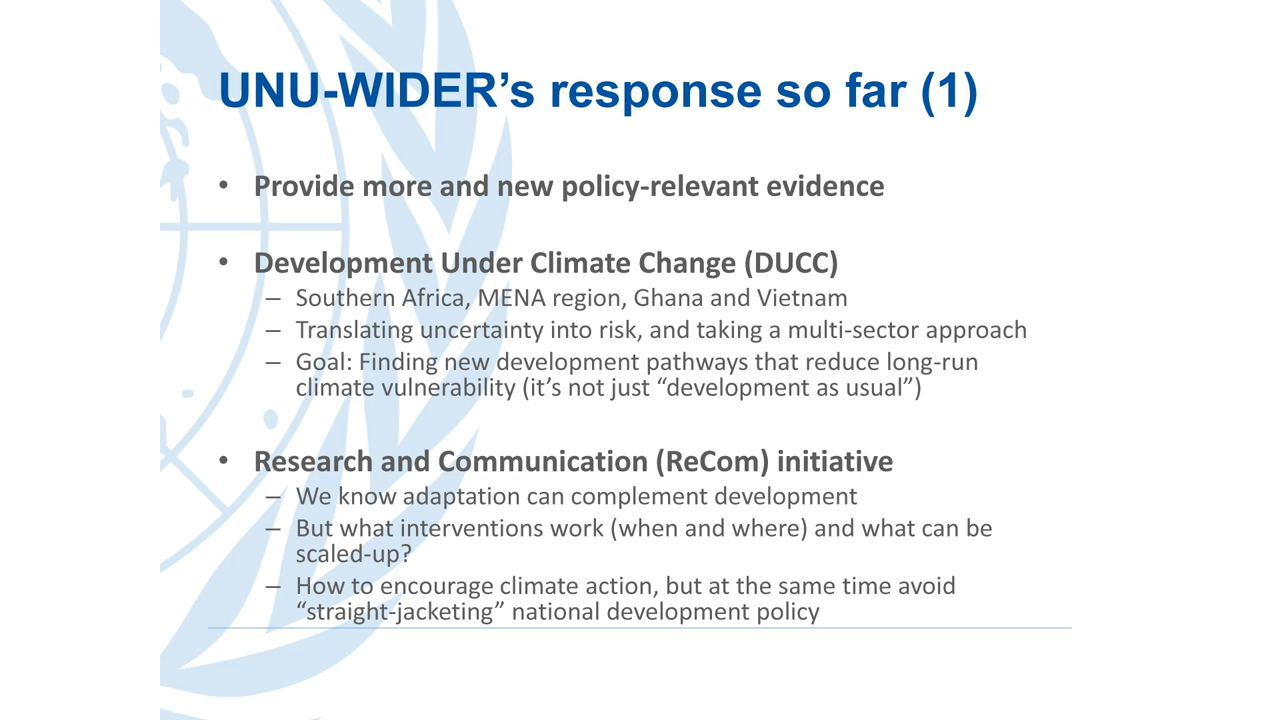 UNU-WIDER’s response so far (1)
• Provide more and new policy-relevant evidence
• Development Under Climate Change (DUCC)
– Southern Africa, MENA region, Ghana and Vietnam
– Translating uncertainty into risk, and taking a multi-sector approach
– Goal: Finding new development pathways that reduce long-run
climate vulnerability (it’s not just “development as usual”)
• Research and Communication (ReCom) initiative
– We know adaptation can complement development
– But what interventions work (when and where) and what can be
scaled-up?
– How to encourage climate action, but at the same time avoid
“straight-jacketing” national development policy